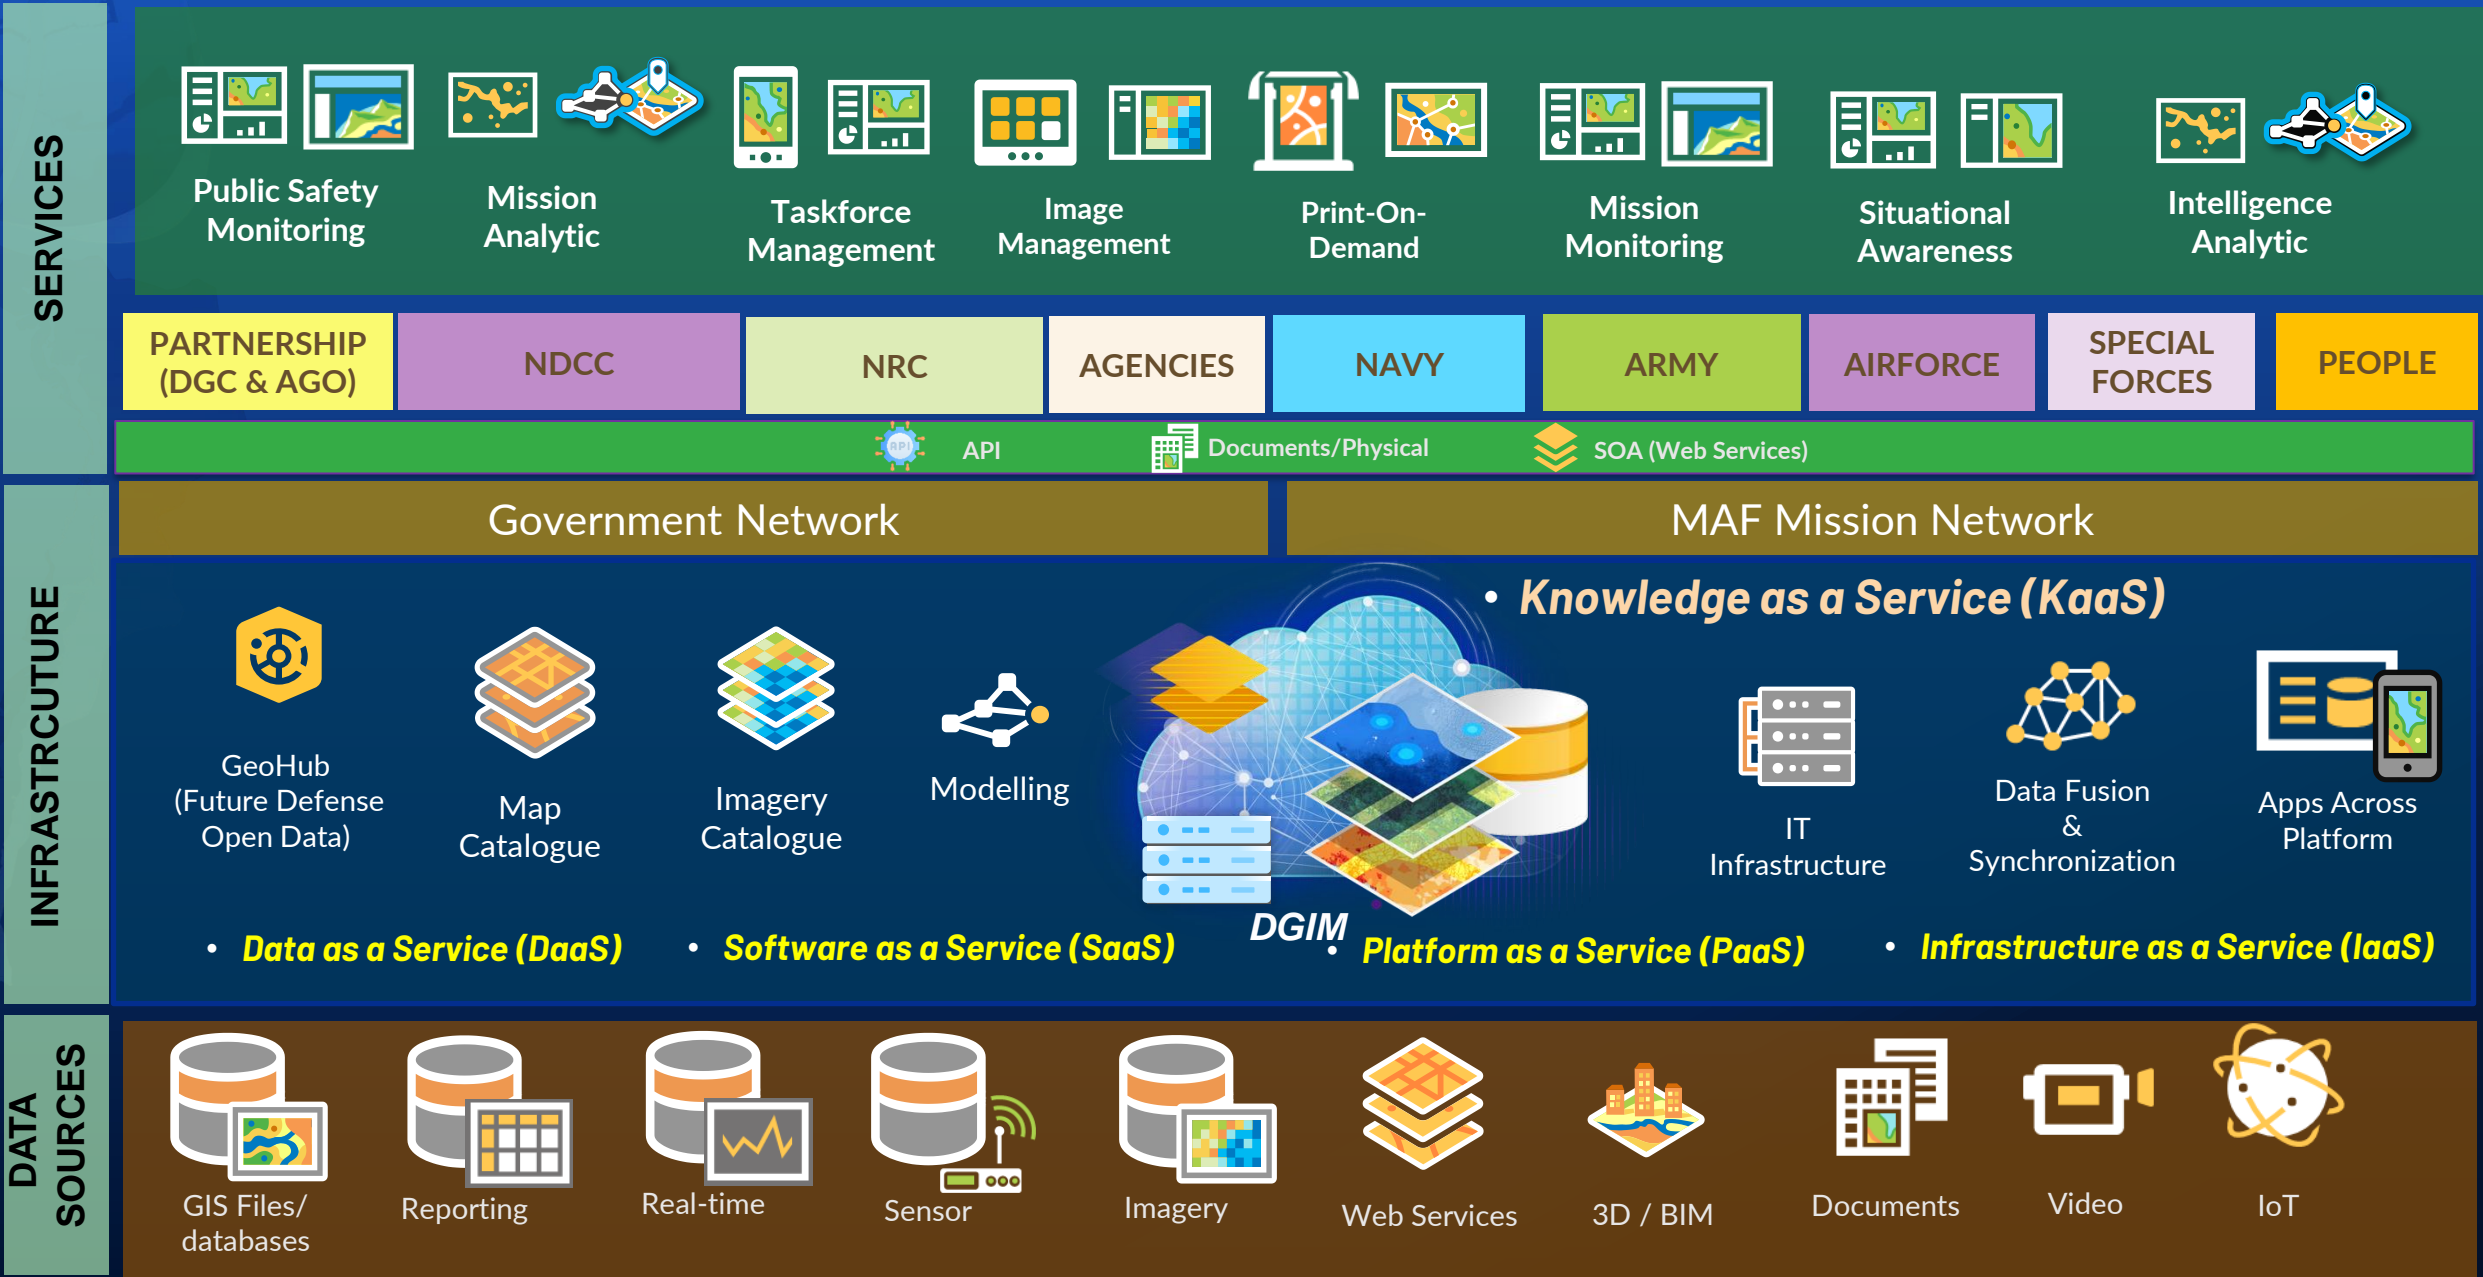 SERVICES
Public Safety
Monitoring
Mission
Analytic
Taskforce
Management
Image
Management
Print-On-
Demand
Mission
Monitoring
Situational
Awareness
Intelligence
Analytic
PARTNERSHIP
(DGC & AGO)
NDCC
NRC
AGENCIES
NAVY
ARMY
AIRFORCE
SPECIAL
FORCES
PEOPLE
API
API
Documents/Physical
SOA (Web Services)
INFRASTRCUTURE
Government Network
MAF Mission Network
• Knowledge as a Service (KaaS)
GeoHub
(Future Defense
Open Data)
Map
Catalogue
Imagery
Catalogue
Modelling
IT
Infrastructure
Data Fusion
&
Synchronization
Apps Across
Platform
DGIM
• Data as a Service (DaaS)
• Software as a Service (SaaS)
• Platform as a Service (PaaS)
• Infrastructure as a Service (IaaS)
DATA
SOURCES
GIS Files/
databases
Reporting
Real-time
Sensor
Imagery
Web Services
3D / BIM
Documents
Video
IoT